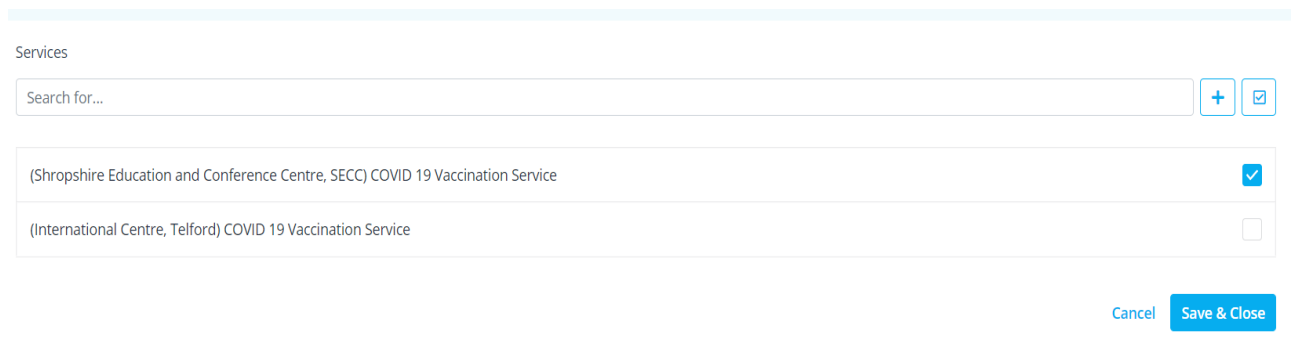 Services
Search for...
(Shropshire Education and Conference Centre, SECC) COVID 19 Vaccination Service
(International Centre, Telford) COVID 19 Vaccination Service
Cancel Save & Close